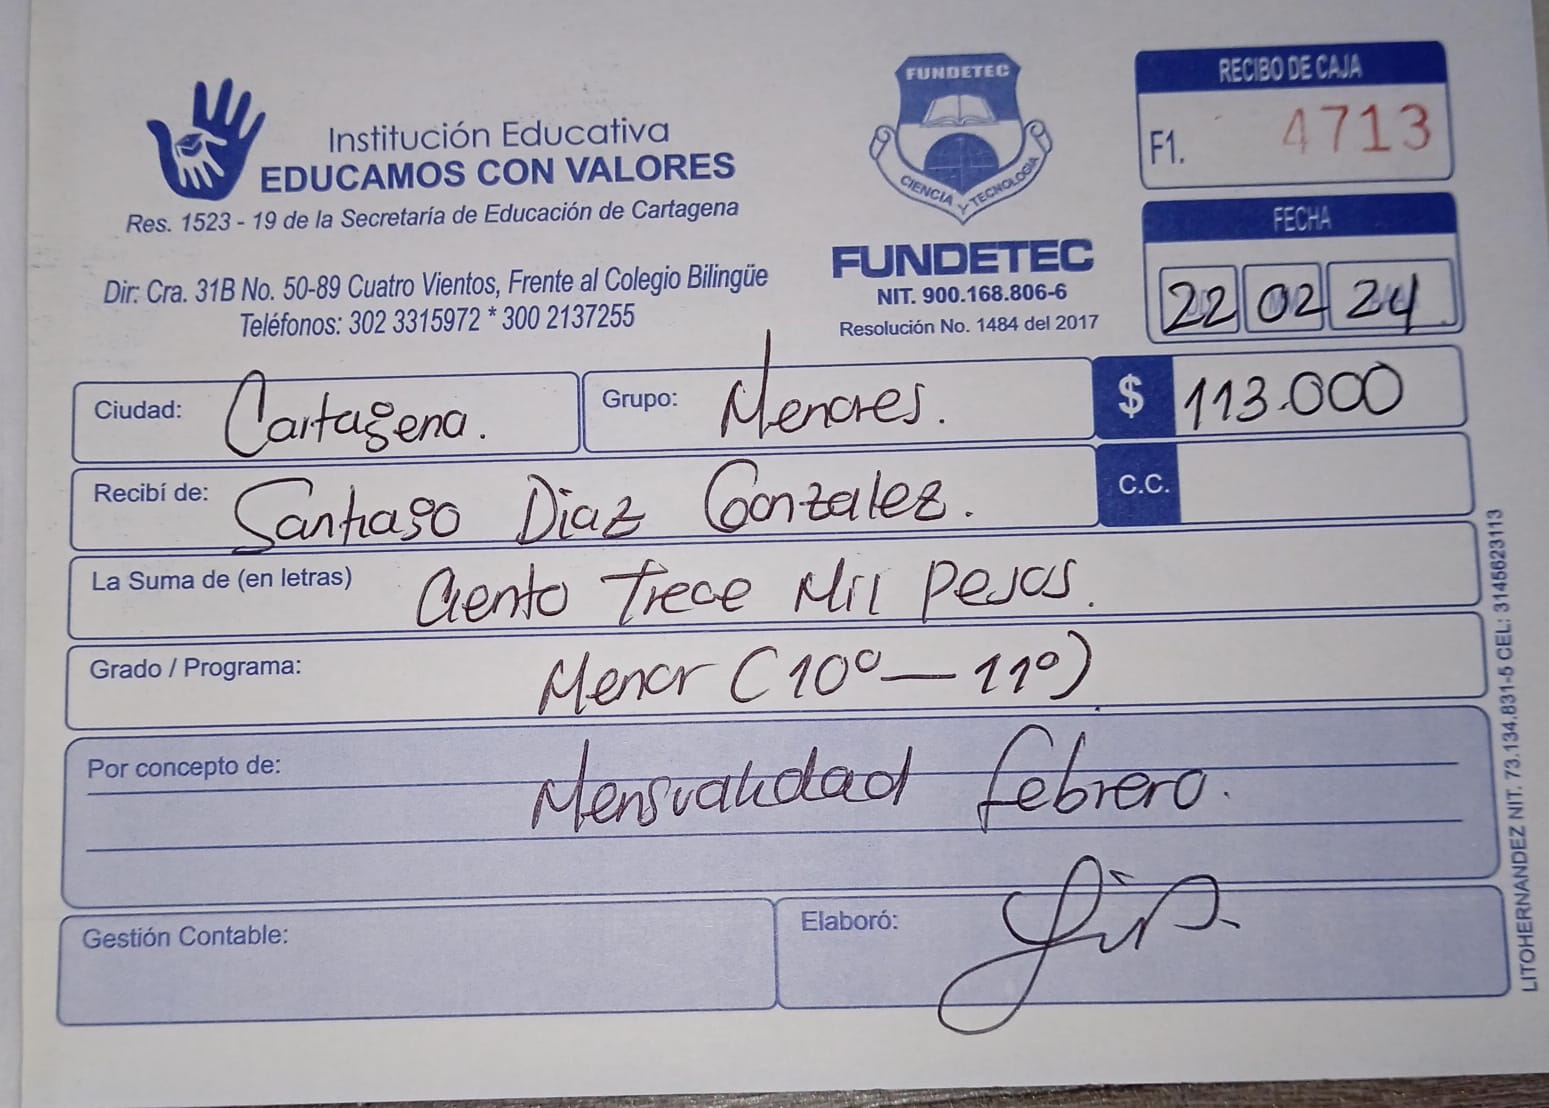 Institución Educativa
EDUCAMOS CON VALORES
Res. 1523 - 19 de la Secretaría de Educación de Cartagena
Dir: Cra. 31B No. 50-89 Cuatro Vientos, Frente al Colegio Bilingüe
Teléfonos: 302 3315972 * 300 2137255
FUNDETEC
CIENCIA Y TECNOLOGIA
FUNDETEC
NIT. 900.168.806-6
Resolución No. 1484 del 2017
RECIBO DE CAJA
F1. 4713
FECHA
22 02 24
Ciudad: Cartagena. Grupo: Menores. $ 113.000
Recibí de: Santiago Diaz Gonzalez. C.C.
La Suma de (en letras) Ciento Trece Mil Pesos.
Grado / Programa: Menor (10° — 11°)
Por concepto de: Mensualidad febrero.
Gestión Contable: Elaboró:
LITOHERNANDEZ NIT. 73.134.831-5 CEL: 3145623113